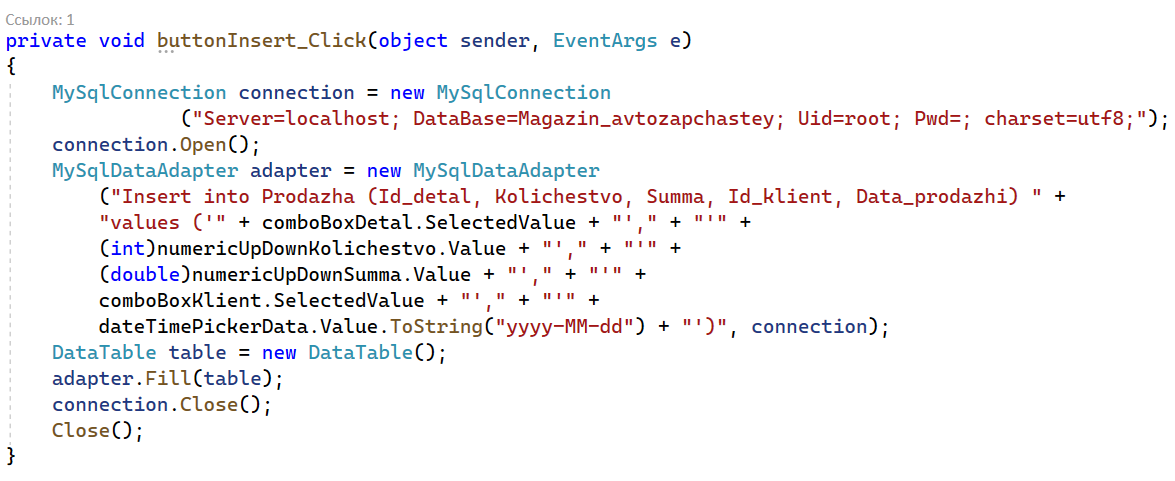 Ссылок: 1
private void buttonInsert_Click(object sender, EventArgs e)
{
    MySqlConnection connection = new MySqlConnection
               ("Server=localhost; DataBase=Magazin_avtozapchastey; Uid=root; Pwd=; charset=utf8;");
    connection.Open();
    MySqlDataAdapter adapter = new MySqlDataAdapter
        ("Insert into Prodazha (Id_detal, Kolichestvo, Summa, Id_klient, Data_prodazhi) " +
        "values ('" + comboBoxDetal.SelectedValue + "'," + "'" +
        (int)numericUpDownKolichestvo.Value + "'," + "'" +
        (double)numericUpDownSumma.Value + "'," + "'" +
        comboBoxKlient.SelectedValue + "'," + "'" +
        dateTimePickerData.Value.ToString("yyyy-MM-dd") + "')", connection);
    DataTable table = new DataTable();
    adapter.Fill(table);
    connection.Close();
    Close();
}